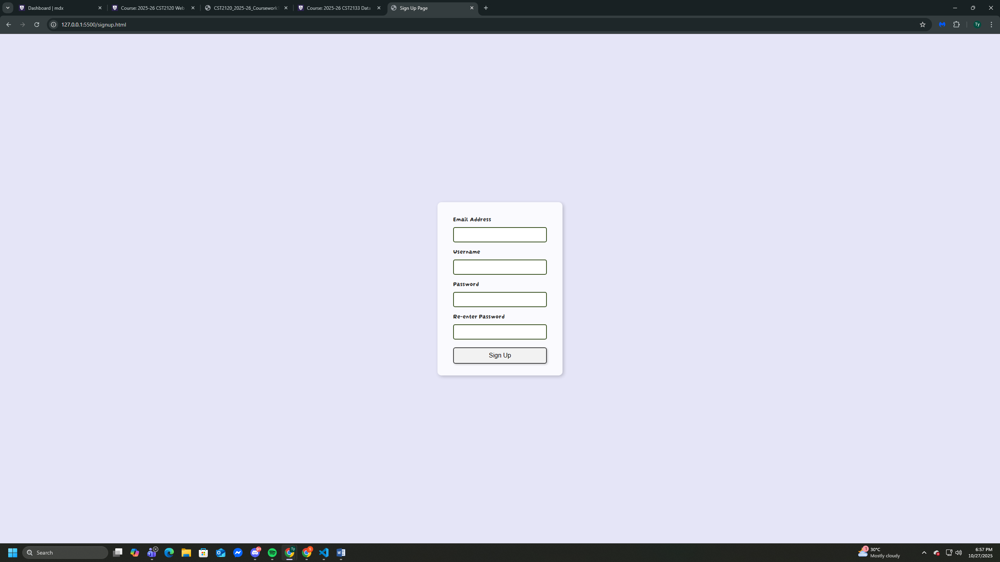 Dashboard | mdx
Course: 2025-26 CST2120 Web
CST2120_2025-26_Coursework1
Course: 2025-26 CST2133 Data
Sign Up Page
127.0.0.1:5500/signup.html
Ty
Email Address
Username
Password
Re-enter Password
Sign Up
Search
9+
Ty
S
1
30°C
Mostly cloudy
6:57 PM
10/27/2025